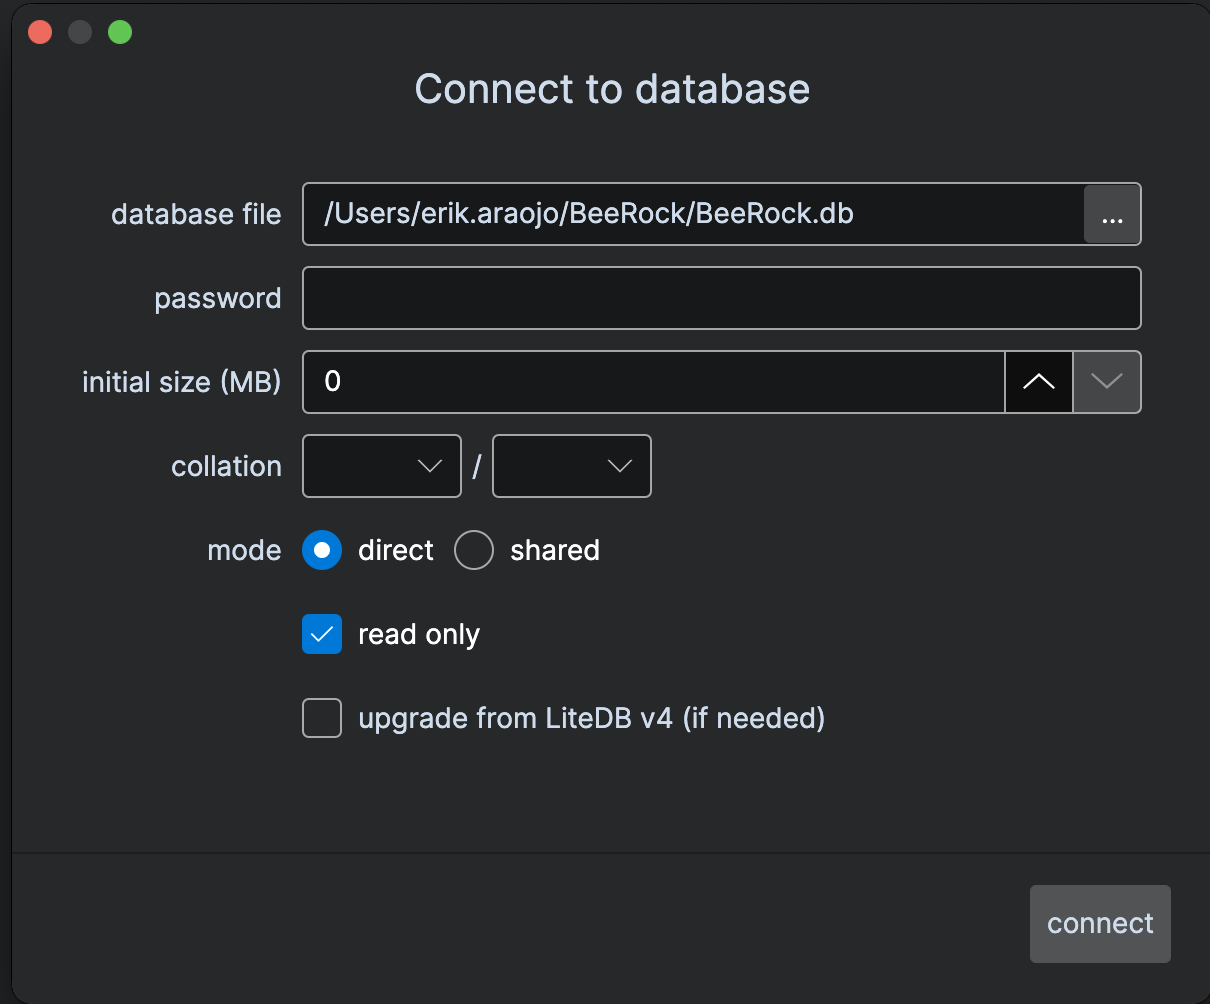 Connect to database
database file /Users/erik.araojo/BeeRock/BeeRock.db ...
password
initial size (MB) 0
collation /
mode direct shared
read only
upgrade from LiteDB v4 (if needed)
connect